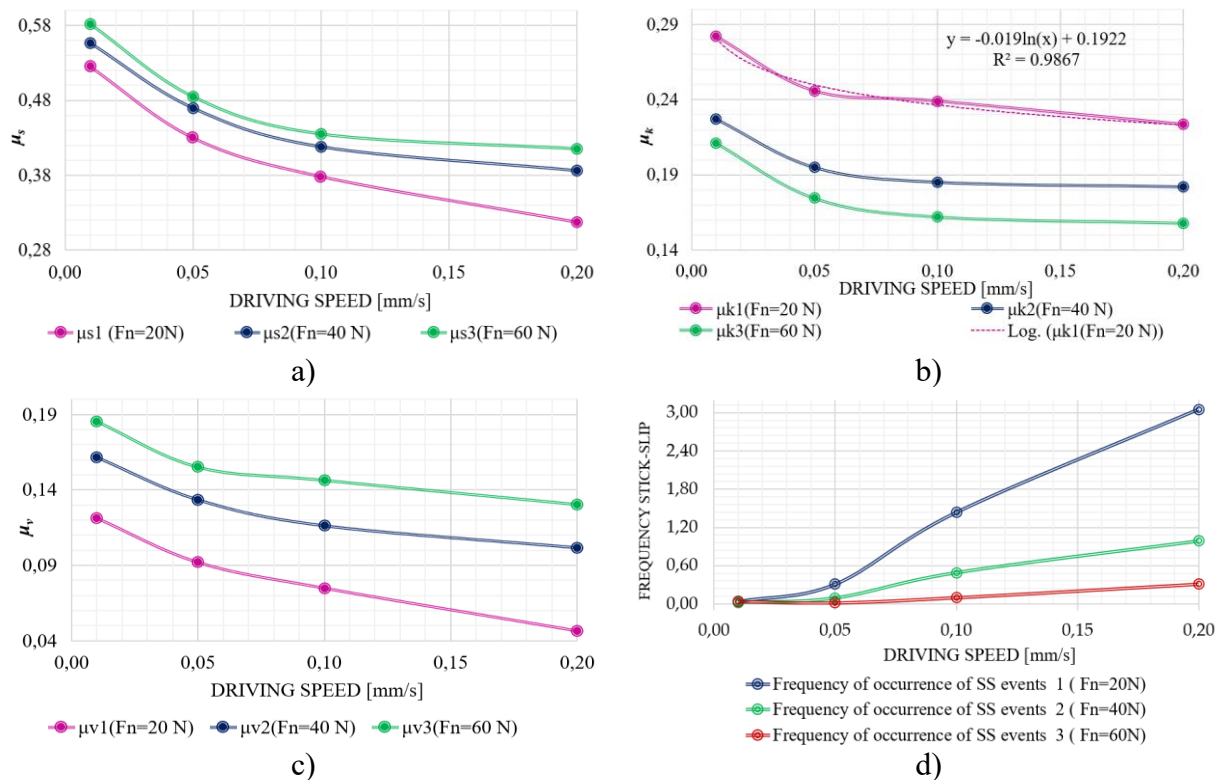 0,58
0,48
0,38
0,28
μs
0,00 0,05 0,10 0,15 0,20
DRIVING SPEED [mm/s]
μs1 (Fn=20N) μs2(Fn=40 N) μs3(Fn=60 N)
a)
0,29
0,24
0,19
0,14
μk
y = -0.019ln(x) + 0.1922
R² = 0.9867
0,00 0,05 0,10 0,15 0,20
DRIVING SPEED [mm/s]
μk1(Fn=20 N) μk2(Fn=40 N)
μk3(Fn=60 N) Log. (μk1(Fn=20 N))
b)
0,19
0,14
0,09
0,04
μv
0,00 0,05 0,10 0,15 0,20
DRIVING SPEED [mm/s]
μv1(Fn=20 N) μv2(Fn=40 N) μv3(Fn=60 N)
c)
3,00
2,40
1,80
1,20
0,60
0,00
FREQUENCY STICK-SLIP
0,00 0,05 0,10 0,15 0,20
DRIVING SPEED [mm/s]
Frequency of occurrence of SS events 1 ( Fn=20N)
Frequency of occurrence of SS events 2 ( Fn=40N)
Frequency of occurrence of SS events 3 ( Fn=60N)
d)